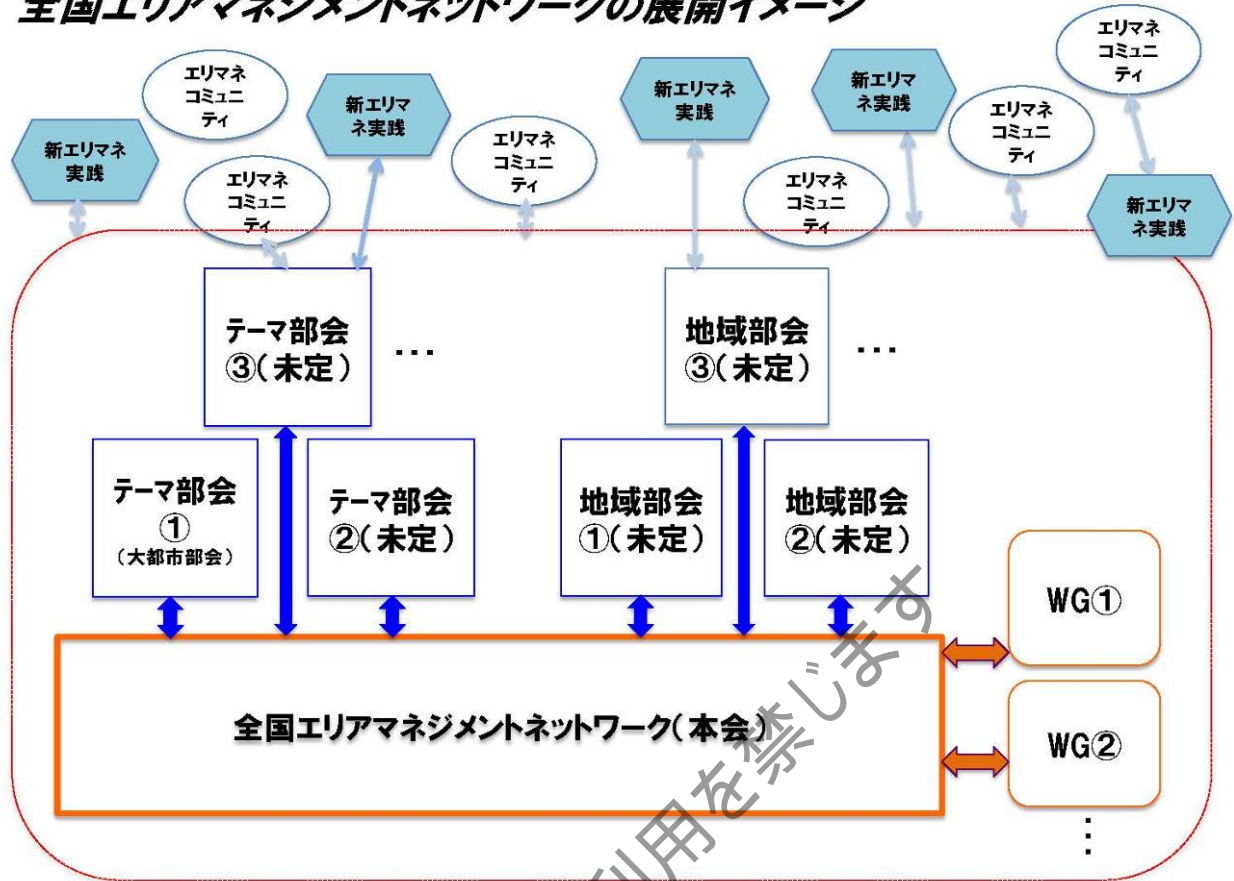 全国エリアマネジメントネットワークの展開イメージ
エリマネ
コミュニ
ティ
新エリマ
ネ実践
新エリマネ
実践
新エリマ
ネ実践
エリマネ
コミュニ
ティ
新エリマネ
実践
エリマネ
コミュニ
ティ
エリマネ
コミュニ
ティ
エリマネ
コミュニ
ティ
エリマネ
コミュニ
ティ
新エリマ
ネ実践
テーマ部会
③(未定)
…
地域部会
③(未定)
…
テーマ部会
①
(大都市部会)
テーマ部会
②(未定)
地域部会
①(未定)
地域部会
②(未定)
WG①
全国エリアマネジメントネットワーク(本会)
WG②
⋮
利用を禁じます